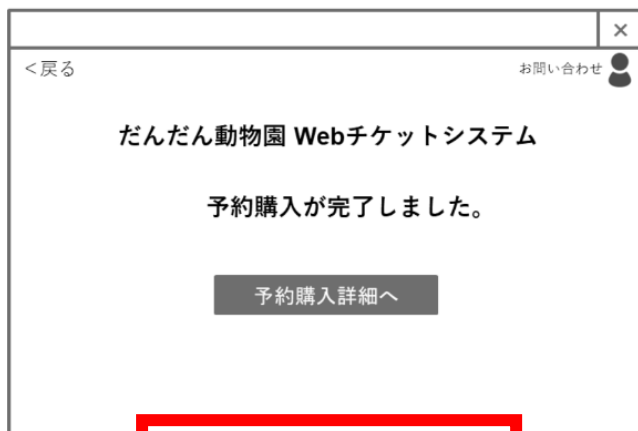 ×
<戻る
お問い合わせ
だんだん動物園 Webチケットシステム
予約購入が完了しました。
予約購入詳細へ